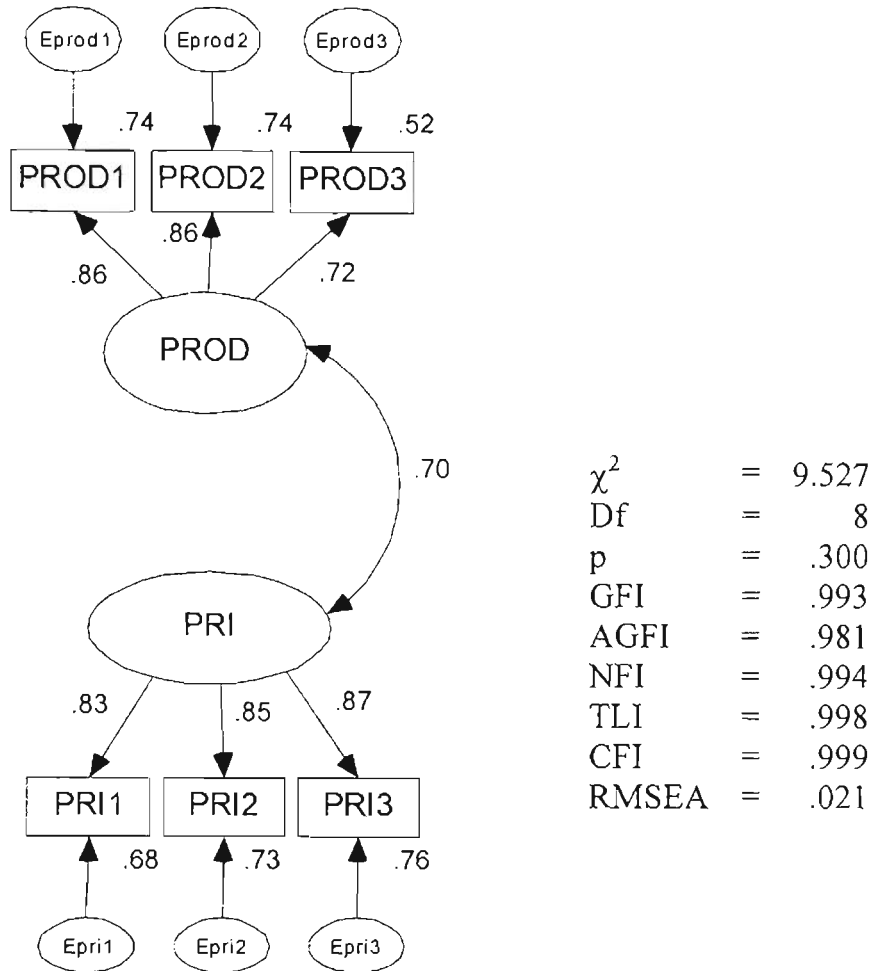 Eprod1 Eprod2 Eprod3
.74 .74 .52
PROD1 PROD2 PROD3
.86 .86 .72
PROD
.70
χ² = 9.527
Df = 8
p = .300
GFI = .993
AGFI = .981
NFI = .994
TLI = .998
CFI = .999
RMSEA = .021
PRI
.83 .85 .87
PRI1 PRI2 PRI3
.68 .73 .76
Epri1 Epri2 Epri3